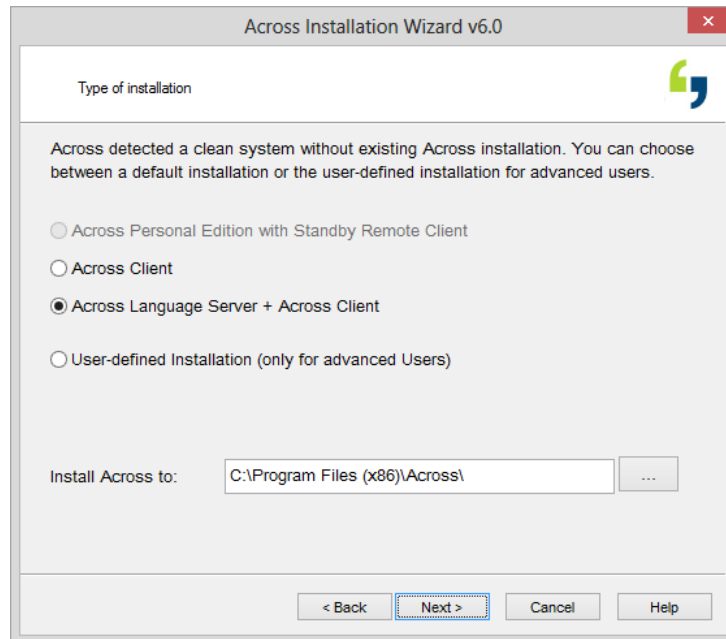 Across Installation Wizard v6.0
Type of installation
Across detected a clean system without existing Across installation. You can choose
between a default installation or the user-defined installation for advanced users.
Across Personal Edition with Standby Remote Client
Across Client
Across Language Server + Across Client
User-defined Installation (only for advanced Users)
Install Across to: C:\Program Files (x86)\Across\ ...
< Back Next > Cancel Help